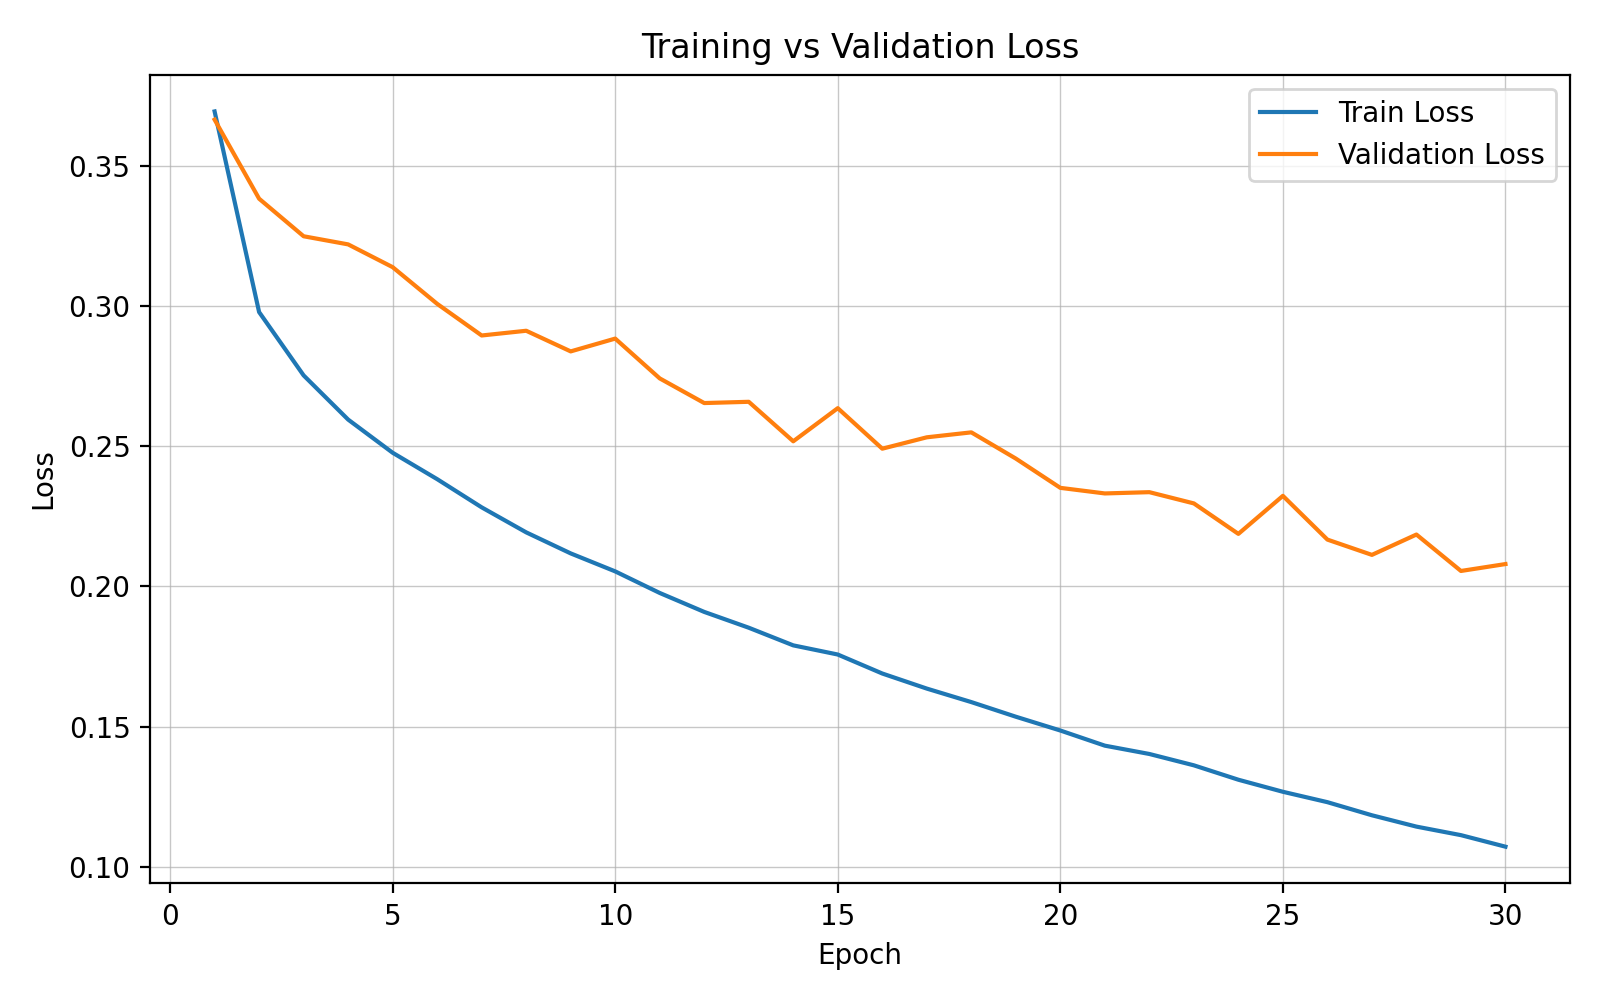 Training vs Validation Loss
Train Loss
Validation Loss
0.35
0.30
0.25
0.20
0.15
0.10
Loss
0 5 10 15 20 25 30
Epoch